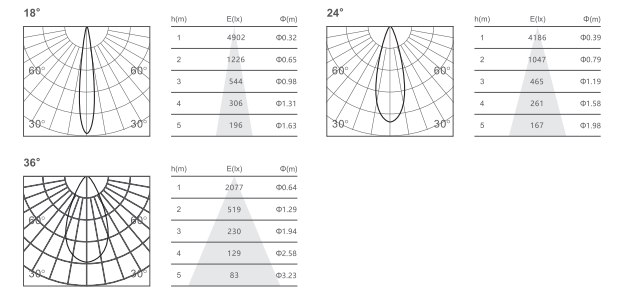 18°
h(m) E(lx) Φ(m)
1 4902 Φ0.32
2 1226 Φ0.65
3 544 Φ0.98
4 306 Φ1.31
5 196 Φ1.63
60° 60°
30° 30°
24°
h(m) E(lx) Φ(m)
1 4186 Φ0.39
2 1047 Φ0.79
3 465 Φ1.19
4 261 Φ1.58
5 167 Φ1.98
60° 60°
30° 30°
36°
h(m) E(lx) Φ(m)
1 2077 Φ0.64
2 519 Φ1.29
3 230 Φ1.94
4 129 Φ2.58
5 83 Φ3.23
60° 60°
30° 30°